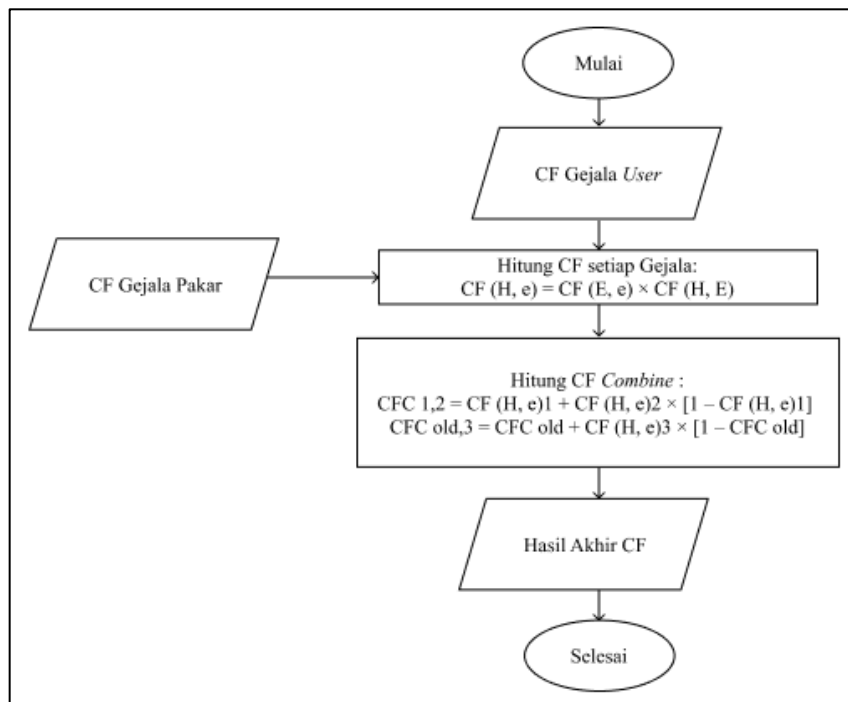 Mulai
CF Gejala User
CF Gejala Pakar
Hitung CF setiap Gejala:
CF (H, e) = CF (E, e) × CF (H, E)
Hitung CF Combine :
CFC 1,2 = CF (H, e)1 + CF (H, e)2 × [1 – CF (H, e)1]
CFC old,3 = CFC old + CF (H, e)3 × [1 – CFC old]
Hasil Akhir CF
Selesai